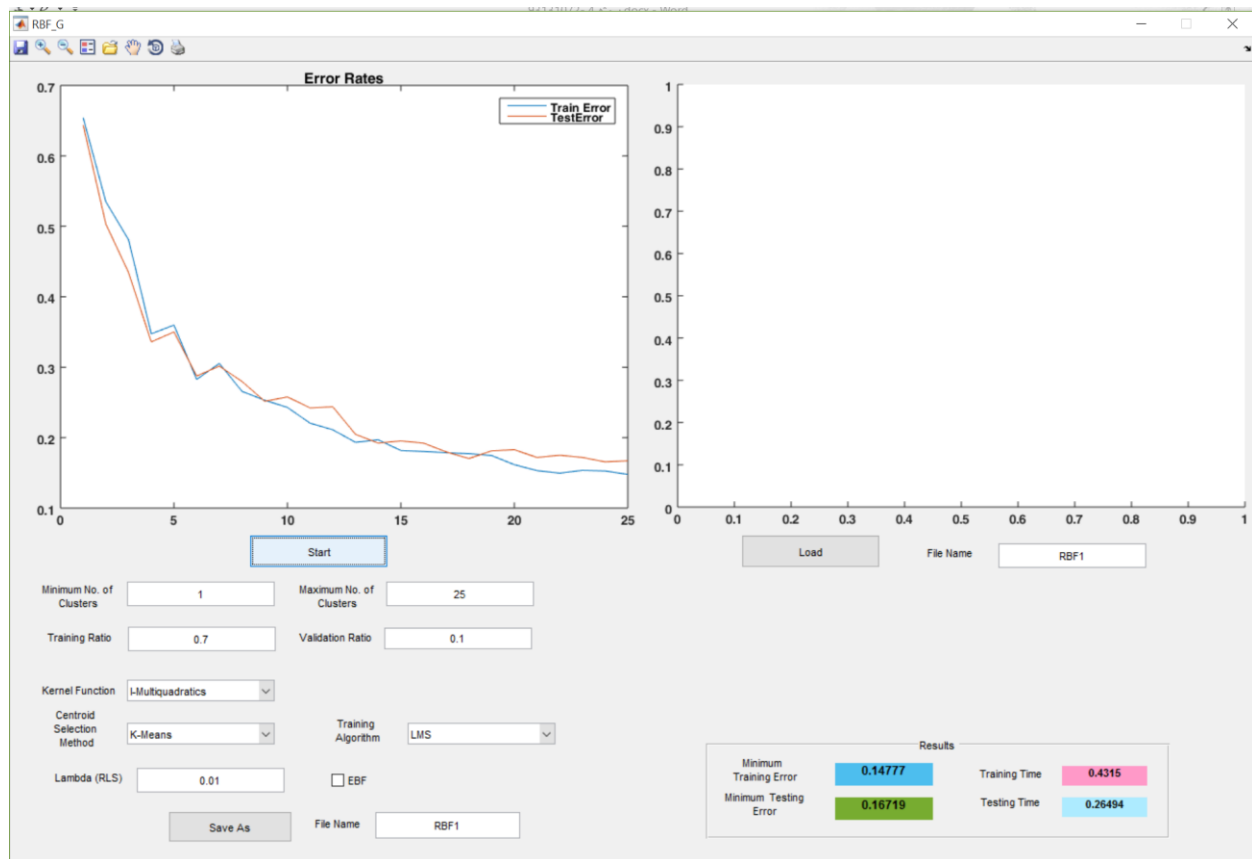 93131077
.docx - Word
RBF_G
Error Rates
Train Error
TestError
0.7
0.6
0.5
0.4
0.3
0.2
0.1
0 5 10 15 20 25
1
0.9
0.8
0.7
0.6
0.5
0.4
0.3
0.2
0.1
0
0 0.1 0.2 0.3 0.4 0.5 0.6 0.7 0.8 0.9 1
Start
Load File Name RBF1
Minimum No. of
Clusters
1
Maximum No. of
Clusters
25
Training Ratio 0.7 Validation Ratio 0.1
Kernel Function I-Multiquadratics
Centroid
Selection
Method
K-Means
Training
Algorithm
LMS
Lambda (RLS) 0.01 EBF
Save As File Name RBF1
Results
Minimum
Training Error
0.14777
Training Time 0.4315
Minimum Testing
Error
0.16719
Testing Time 0.26494